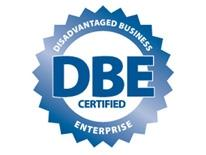 DISADVANTAGED BUSINESS
DBE
CERTIFIED
ENTERPRISE